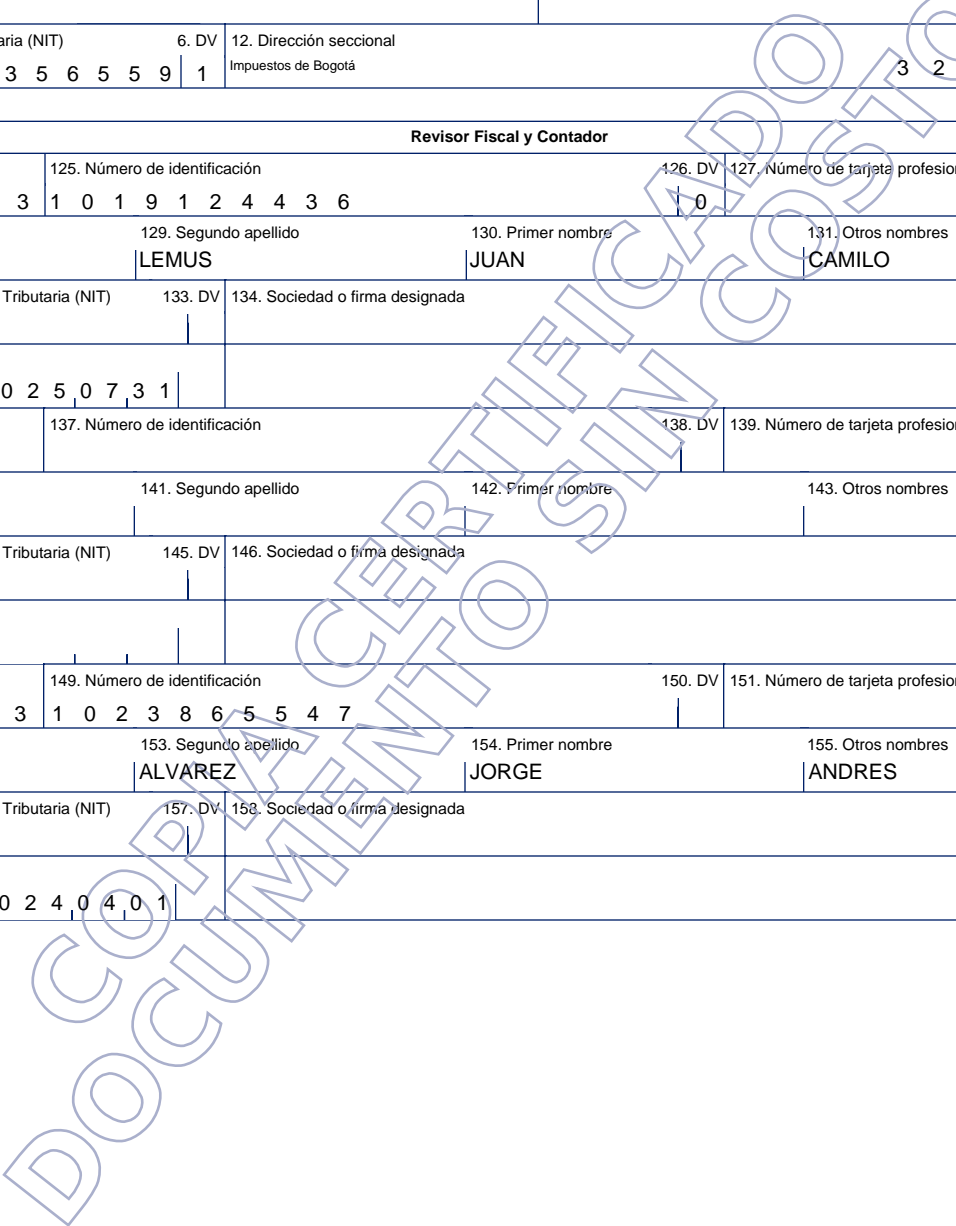 aria (NIT) 6. DV 12. Dirección seccional
3 5 6 5 5 9 1 Impuestos de Bogotá 3 2
Revisor Fiscal y Contador
125. Número de identificación 126. DV 127. Número de tarjeta profesion
3 1 0 1 9 1 2 4 4 3 6 0
129. Segundo apellido 130. Primer nombre 131. Otros nombres
LEMUS JUAN CAMILO
Tributaria (NIT) 133. DV 134. Sociedad o firma designada
0 2 5 0 7 3 1
137. Número de identificación 138. DV 139. Número de tarjeta profesion
141. Segundo apellido 142. Primer nombre 143. Otros nombres
Tributaria (NIT) 145. DV 146. Sociedad o firma designada
149. Número de identificación 150. DV 151. Número de tarjeta profesion
3 1 0 2 3 8 6 5 5 4 7
153. Segundo apellido 154. Primer nombre 155. Otros nombres
ALVAREZ JORGE ANDRES
Tributaria (NIT) 157. DV 158. Sociedad o firma designada
0 2 4 0 4 0 1
COPIA CERTIFICADO
DOCUMENTO SIN COSTO